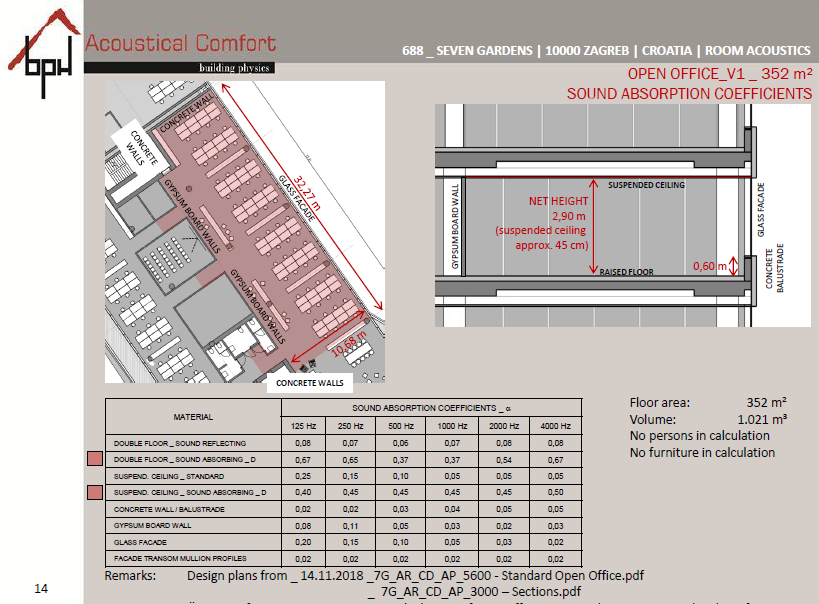 bpH
Acoustical Comfort
building physics
688 _ SEVEN GARDENS | 10000 ZAGREB | CROATIA | ROOM ACOUSTICS
OPEN OFFICE_V1 _ 352 m²
SOUND ABSORPTION COEFFICIENTS
CONCRETE WALL
CONCRETE
WALLS
GYPSUM BOARD WALLS
GLASS FACADE
32,27 m
GYPSUM BOARD WALLS
10,68 m
CONCRETE WALLS
SUSPENDED CEILING
GYPSUM BOARD WALL
NET HEIGHT
2,90 m
(suspended ceiling
approx. 45 cm)
RAISED FLOOR
0,60 m
GLASS FACADE
CONCRETE
BALUSTRADE
MATERIAL SOUND ABSORPTION COEFFICIENTS _ α
125 Hz 250 Hz 500 Hz 1000 Hz 2000 Hz 4000 Hz
DOUBLE FLOOR _ SOUND REFLECTING 0,08 0,07 0,06 0,07 0,08 0,08
DOUBLE FLOOR _ SOUND ABSORBING _ D 0,67 0,65 0,37 0,37 0,54 0,67
SUSPEND. CEILING _ STANDARD 0,25 0,15 0,10 0,05 0,05 0,05
SUSPEND. CEILING _ SOUND ABSORBING _ D 0,40 0,45 0,45 0,45 0,45 0,50
CONCRETE WALL / BALUSTRADE 0,02 0,02 0,03 0,04 0,05 0,05
GYPSUM BOARD WALL 0,08 0,11 0,05 0,03 0,02 0,03
GLASS FACADE 0,20 0,15 0,10 0,05 0,03 0,02
FACADE TRANSOM MULLION PROFILES 0,02 0,02 0,02 0,02 0,02 0,02
Floor area: 352 m²
Volume: 1.021 m³
No persons in calculation
No furniture in calculation
Remarks: Design plans from _ 14.11.2018 _7G_AR_CD_AP_5600 - Standard Open Office.pdf
_ 7G_AR_CD_AP_3000 – Sections.pdf
14